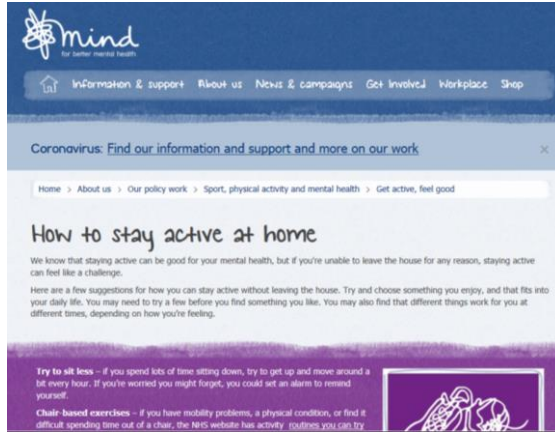 mind
for better mental health
Information & support About us News & campaigns Get involved Workplace Shop
Coronavirus: Find our information and support and more on our work ×
Home > About us > Our policy work > Sport, physical activity and mental health > Get active, feel good
How to stay active at home
We know that staying active can be good for your mental health, but if you're unable to leave the house for any reason, staying active
can feel like a challenge.
Here are a few suggestions for how you can stay active without leaving the house. Try and choose something you enjoy, and that fits into
your daily life. You may need to try a few before you find something you like. You may also find that different things work for you at
different times, depending on how you're feeling.
Try to sit less – if you spend lots of time sitting down, try to get up and move around a
bit every hour. If you're worried you might forget, you could set an alarm to remind
yourself.
Chair-based exercises – if you have mobility problems, a physical condition, or find it
difficult spending time out of a chair, the NHS website has activity routines you can try